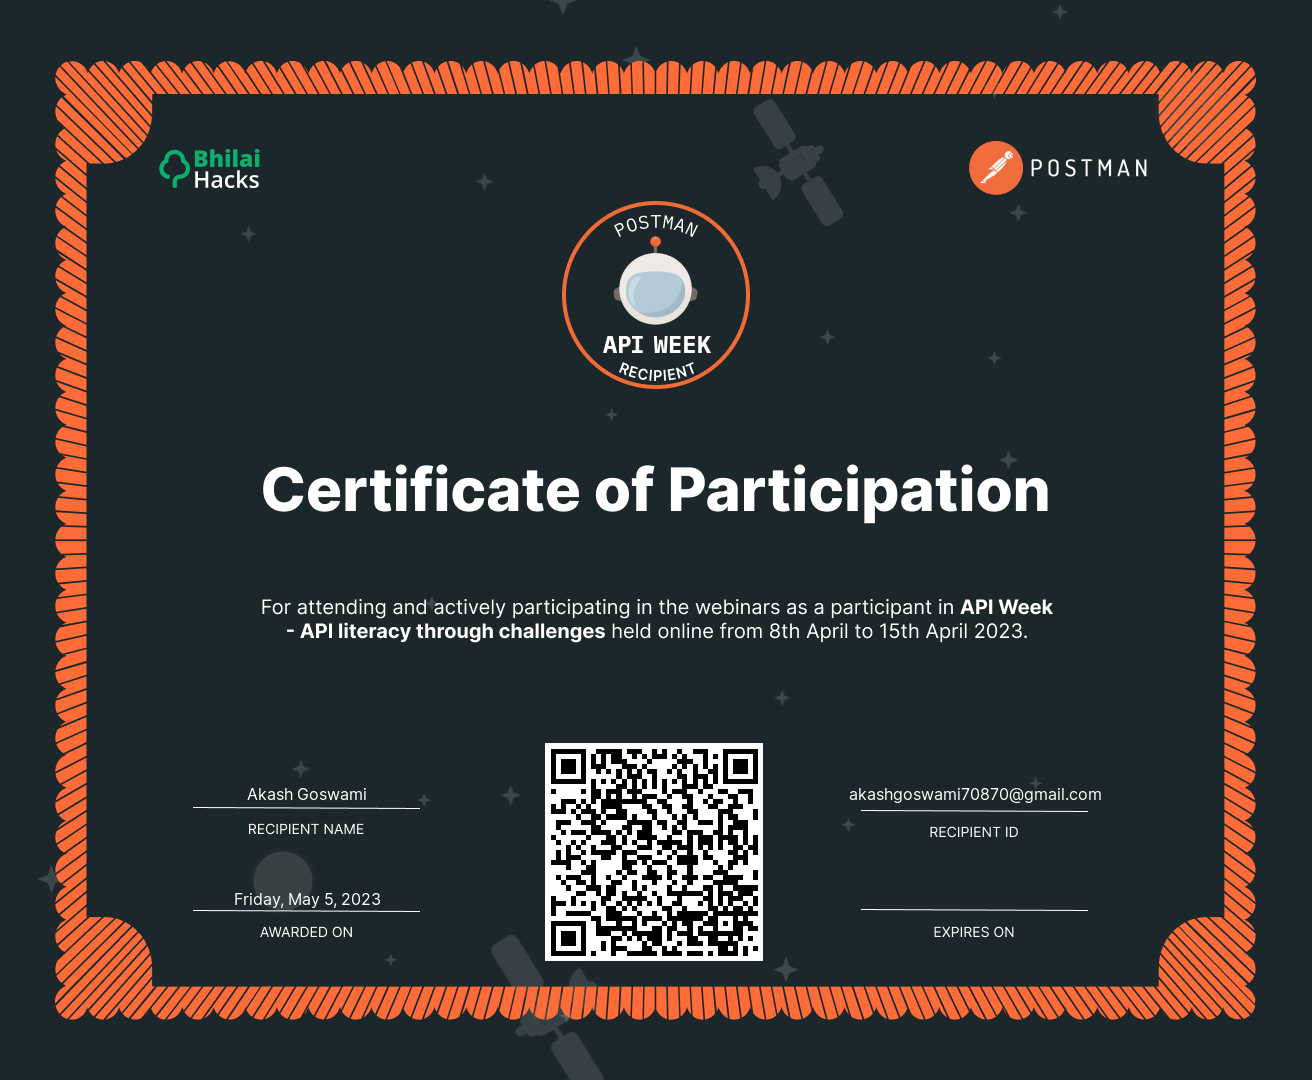 Bhilai
Hacks
POSTMAN
POSTMAN
API WEEK
RECIPIENT
Certificate of Participation
For attending and actively participating in the webinars as a participant in API Week
- API literacy through challenges held online from 8th April to 15th April 2023.
Akash Goswami
RECIPIENT NAME
akashgoswami70870@gmail.com
RECIPIENT ID
Friday, May 5, 2023
AWARDED ON
EXPIRES ON